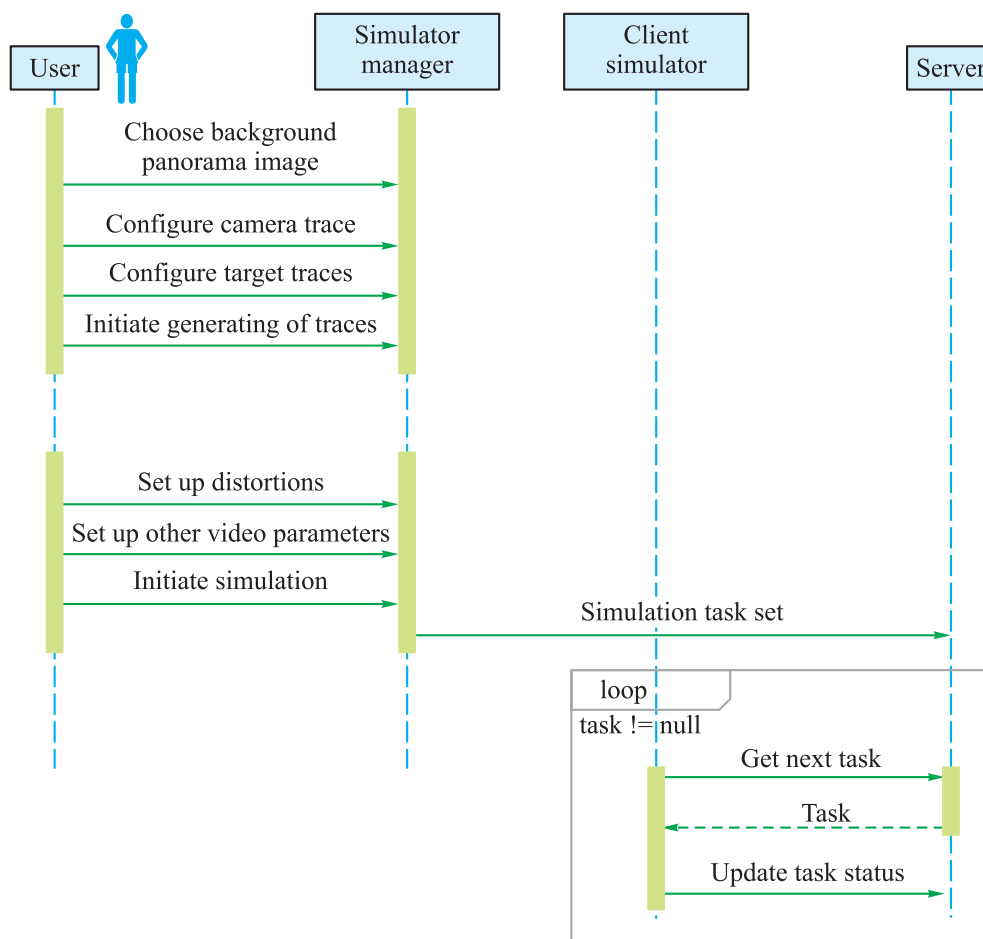 User
Simulator
manager
Client
simulator
Server
Choose background
panorama image
Configure camera trace
Configure target traces
Initiate generating of traces
Set up distortions
Set up other video parameters
Initiate simulation
Simulation task set
loop
task != null
Get next task
Task
Update task status